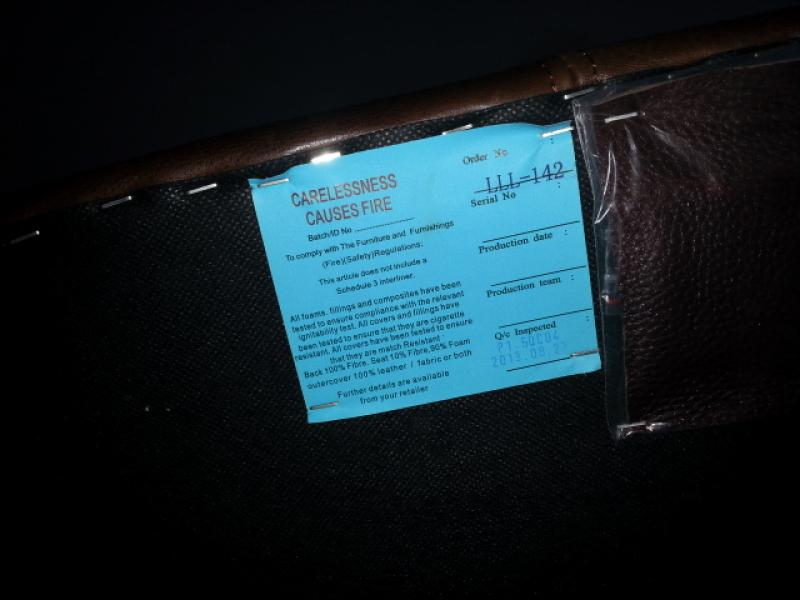 CARELESSNESS
CAUSES FIRE
Batch/ID No
To comply with The Furniture and Furnishings
(Fire)(Safety)Regulations:
This article does not include a
Schedule 3 interliner.
All foams, fillings and composites have been
tested to ensure compliance with the relevant
ignitability test. All covers and fillings have
been tested to ensure that they are cigarette
resistant. All covers have been tested to ensure
that they are match Resistant
Back 100% Fibre, Seat 10% Fibre,90% Foam
outercover 100% leather / fabric or both
Further details are available
from your retailer
Order No :
LLL-142
Serial No :
Production date :
Production team :
Q/c Inspected :